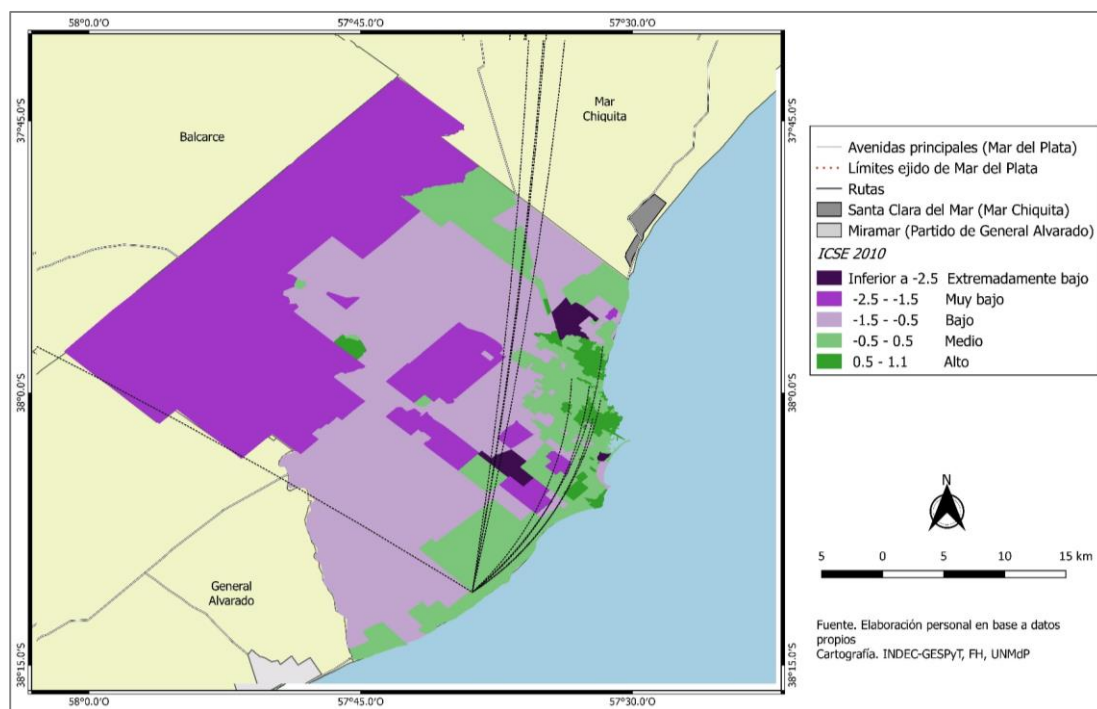 58°0.0'O 57°45.0'O 57°30.0'O
37°45.0'S
38°0.0'S
38°15.0'S
Balcarce
Mar
Chiquita
General
Alvarado
37°45.0'S
38°0.0'S
38°15.0'S
58°0.0'O 57°45.0'O 57°30.0'O
Avenidas principales (Mar del Plata)
Límites ejido de Mar del Plata
Rutas
Santa Clara del Mar (Mar Chiquita)
Miramar (Partido de General Alvarado)
ICSE 2010
Inferior a -2.5 Extremadamente bajo
-2.5 - -1.5 Muy bajo
-1.5 - -0.5 Bajo
-0.5 - 0.5 Medio
0.5 - 1.1 Alto
N
5 0 5 10 15 km
Fuente. Elaboración personal en base a datos
propios
Cartografía. INDEC-GESPyT, FH, UNMdP